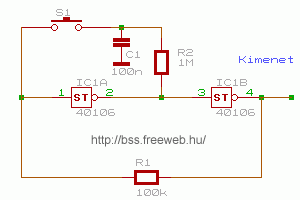 S1
C1
100n
R2
1M
Kimenet
IC1A
IC1B
1 ST 2
3 ST 4
40106
40106
http://bss.freeweb.hu/
R1
100k